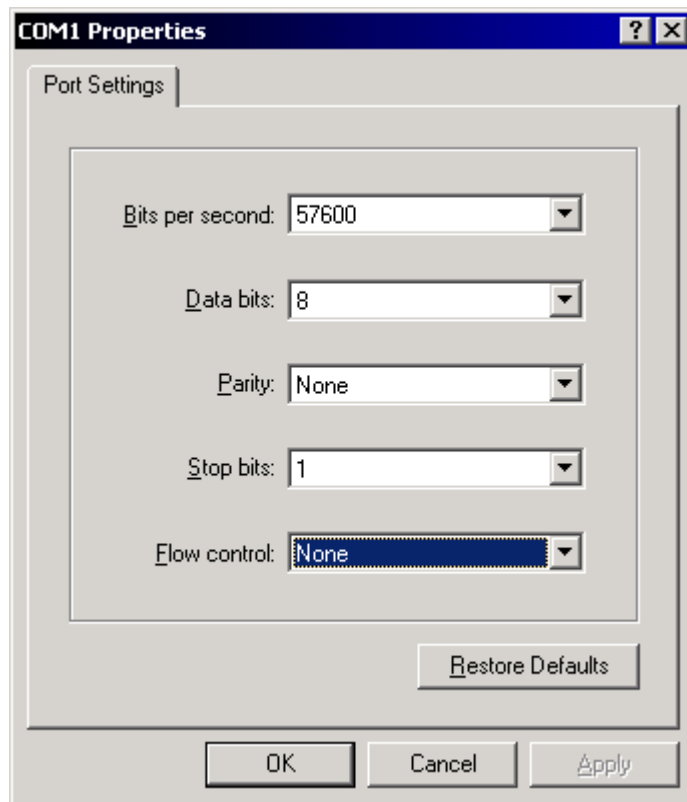 COM1 Properties
Port Settings
Bits per second: 57600
Data bits: 8
Parity: None
Stop bits: 1
Flow control: None
Restore Defaults
OK Cancel Apply